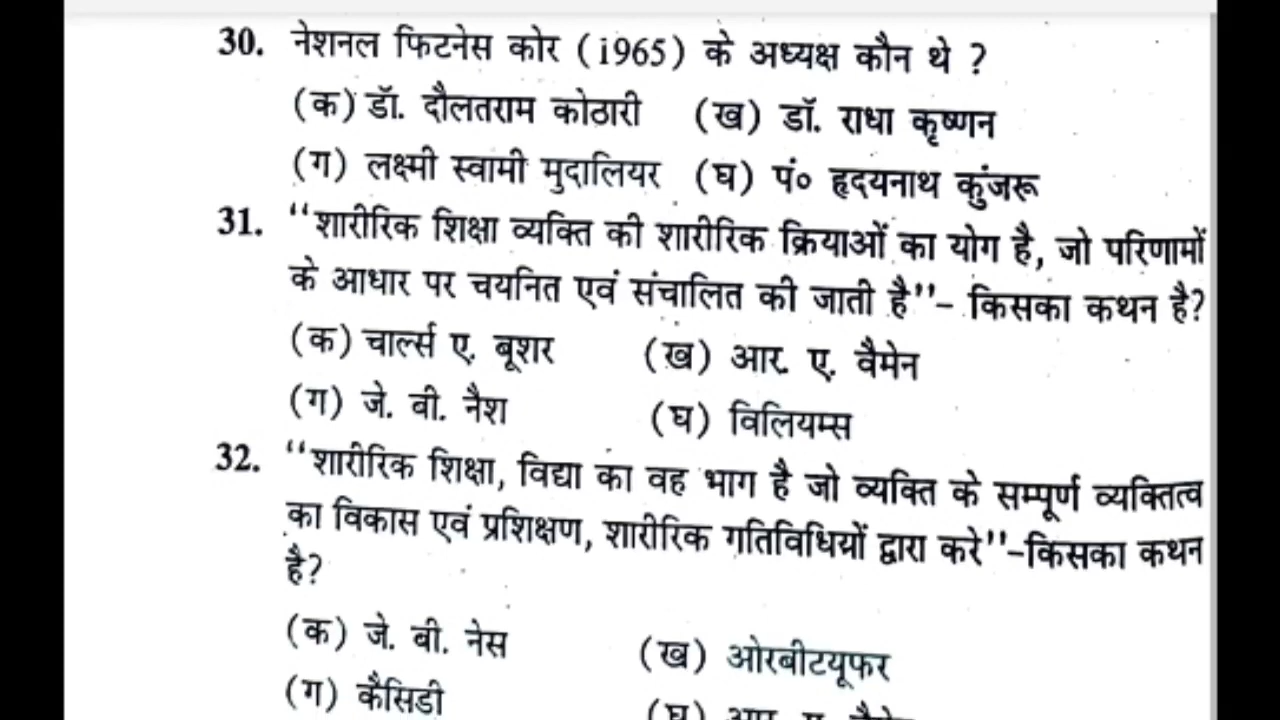 30. नेशनल फिटनेस कोर (i965) के अध्यक्ष कौन थे ?
(क) डॉ. दौलतराम कोठारी (ख) डॉ. राधा कृष्णन
(ग) लक्ष्मी स्वामी मुदालियर (घ) पं० हृदयनाथ कुंजरू
31. "शारीरिक शिक्षा व्यक्ति की शारीरिक क्रियाओं का योग है, जो परिणामों
के आधार पर चयनित एवं संचालित की जाती है"– किसका कथन है?
(क) चार्ल्स ए. बूशर (ख) आर. ए. वैमेन
(ग) जे. बी. नैश (घ) विलियम्स
32. "शारीरिक शिक्षा, विद्या का वह भाग है जो व्यक्ति के सम्पूर्ण व्यक्तित्व
का विकास एवं प्रशिक्षण, शारीरिक गतिविधियों द्वारा करे"–किसका कथन
है?
(क) जे. बी. नेस (ख) ओरबीटयूफर
(ग) कैसिडी (घ)